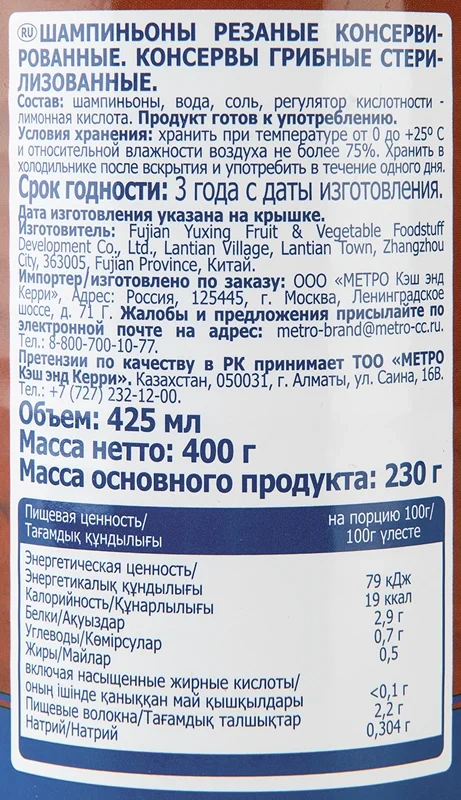 RU ШАМПИНЬОНЫ РЕЗАНЫЕ КОНСЕРВИ-
РОВАННЫЕ. КОНСЕРВЫ ГРИБНЫЕ СТЕРИ-
ЛИЗОВАННЫЕ.
Состав: шампиньоны, вода, соль, регулятор кислотности -
лимонная кислота. Продукт готов к употреблению.
Условия хранения: хранить при температуре от 0 до +25° С
и относительной влажности воздуха не более 75%. Хранить в
холодильнике после вскрытия и употребить в течение одного дня.
Срок годности: 3 года с даты изготовления.
Дата изготовления указана на крышке.
Изготовитель: Fujian Yuxing Fruit & Vegetable Foodstuff
Development Co., Ltd., Lantian Village, Lantian Town, Zhangzhou
City, 363005, Fujian Province, Китай.
Импортер/изготовлено по заказу: ООО «МЕТРО Кэш энд
Керри», Адрес: Россия, 125445, г. Москва, Ленинградское
шоссе, д. 71 Г. Жалобы и предложения присылайте по
электронной почте на адрес: metro-brand@metro-cc.ru.
Тел.: 8-800-700-10-77.
Претензии по качеству в РК принимает ТОО «МЕТРО
Кэш энд Керри». Казахстан, 050031, г. Алматы, ул. Саина, 16В.
Тел.: +7 (727) 232-12-00.
Объем: 425 мл
Масса нетто: 400 г
Масса основного продукта: 230 г
Пищевая ценность/ на порцию 100г/
Тағамдық құндылығы 100г үлесте
Энергетическая ценность/
Энергетикалық құндылығы 79 кДж
Калорийность/Құнарлылығы 19 ккал
Белки/Ақуыздар 2,9 г
Углеводы/Көмірсулар 0,7 г
Жиры/Майлар 0,5
включая насыщенные жирные кислоты/
оның ішінде қаныққан май қышқылдары <0,1 г
Пищевые волокна/Тағамдық талшықтар 2,2 г
Натрий/Натрий 0,304 г